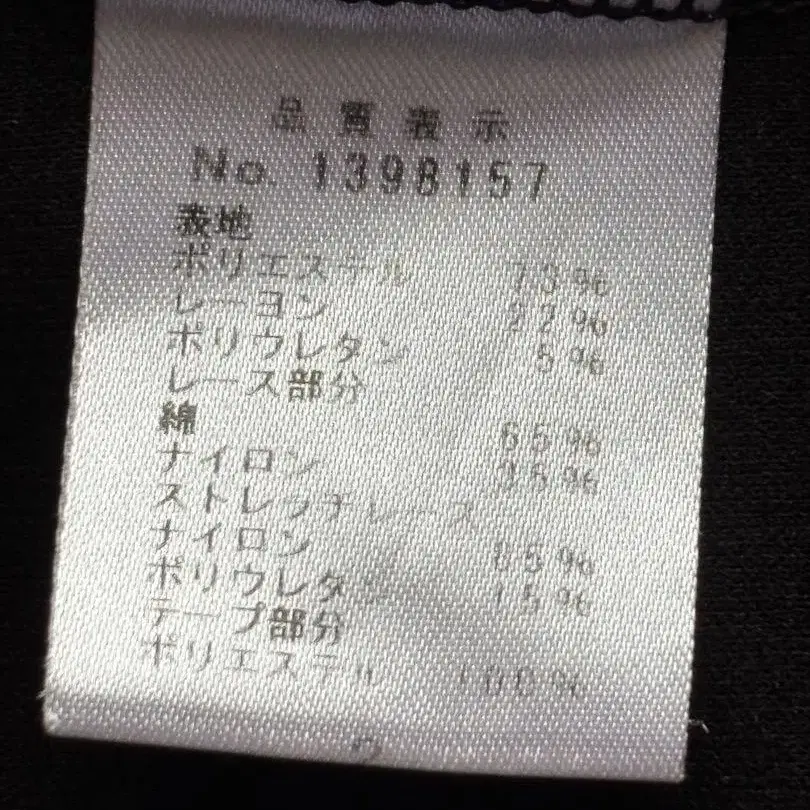 品質表示
No. 1398157
表地
ポリエステル 73%
レーヨン 22%
ポリウレタン 5%
レース部分
綿 65%
ナイロン 35%
ストレッチレース
ナイロン 85%
ポリウレタン 15%
テープ部分
ポリエステル 100%